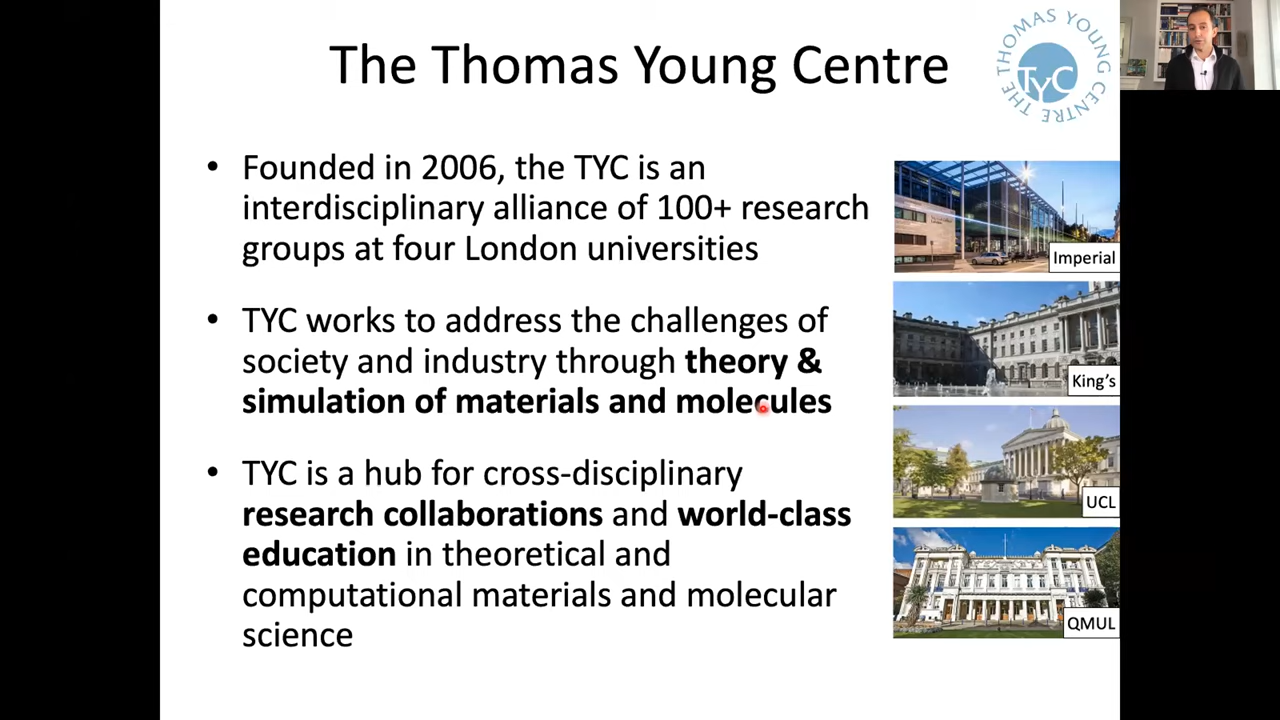 The Thomas Young Centre
THE THOMAS YOUNG CENTRE
TYC
• Founded in 2006, the TYC is an
interdisciplinary alliance of 100+ research
groups at four London universities
• TYC works to address the challenges of
society and industry through theory &
simulation of materials and molecules
• TYC is a hub for cross-disciplinary
research collaborations and world-class
education in theoretical and
computational materials and molecular
science
Imperial
King's
UCL
QMUL